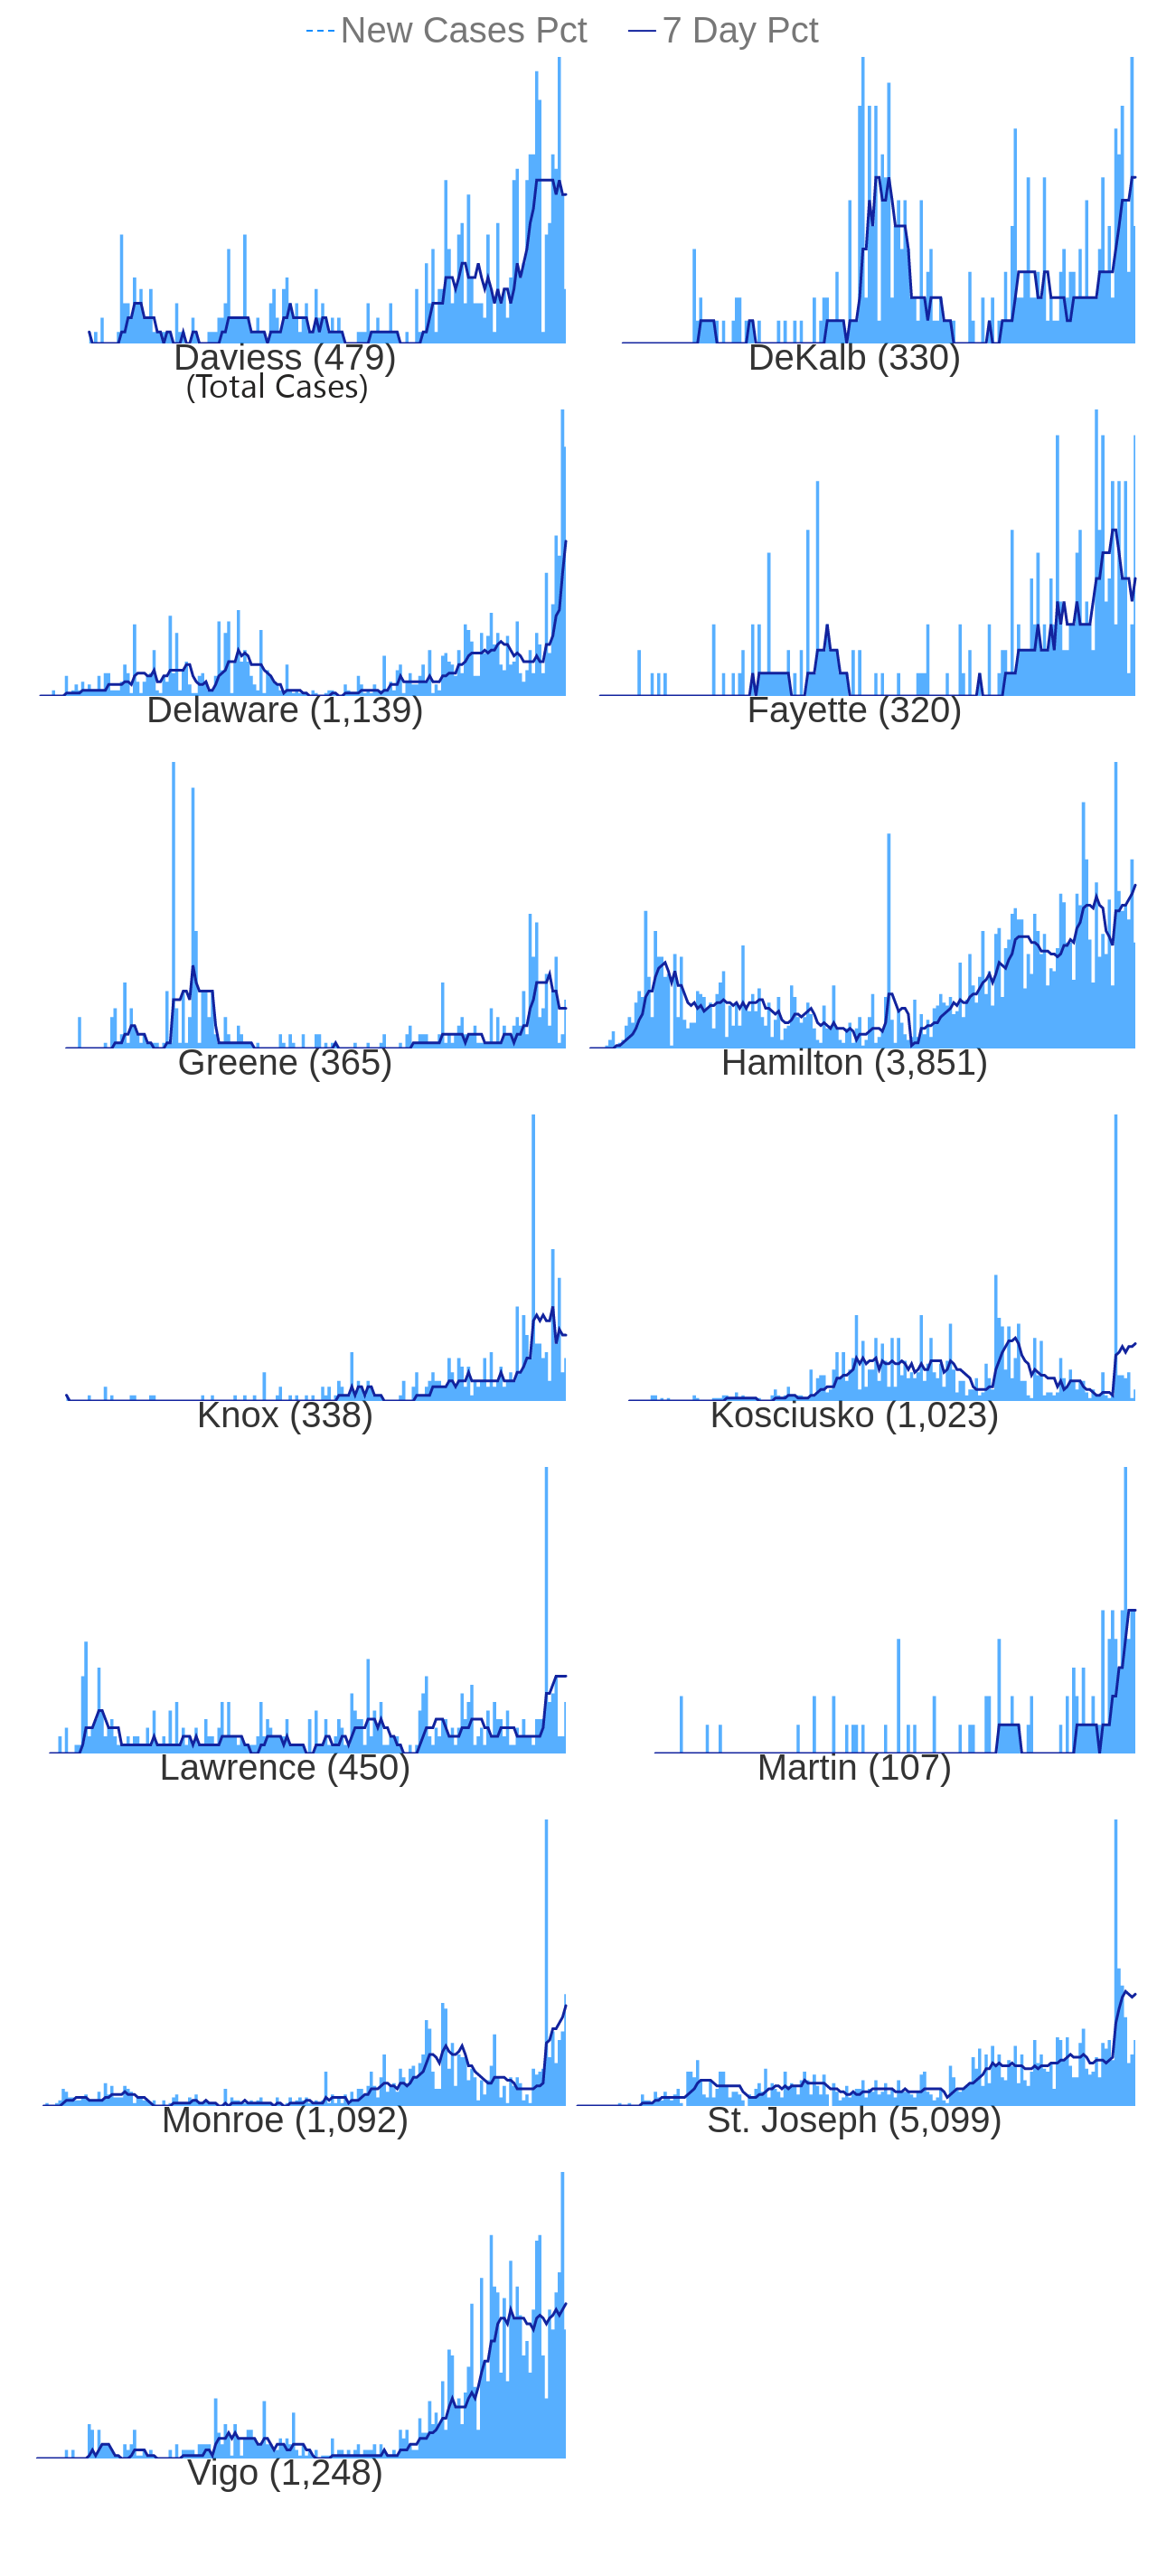 New Cases Pct 7 Day Pct
Daviess (479) DeKalb (330)
(Total Cases)
Delaware (1,139) Fayette (320)
Greene (365) Hamilton (3,851)
Knox (338) Kosciusko (1,023)
Lawrence (450) Martin (107)
Monroe (1,092) St. Joseph (5,099)
Vigo (1,248)